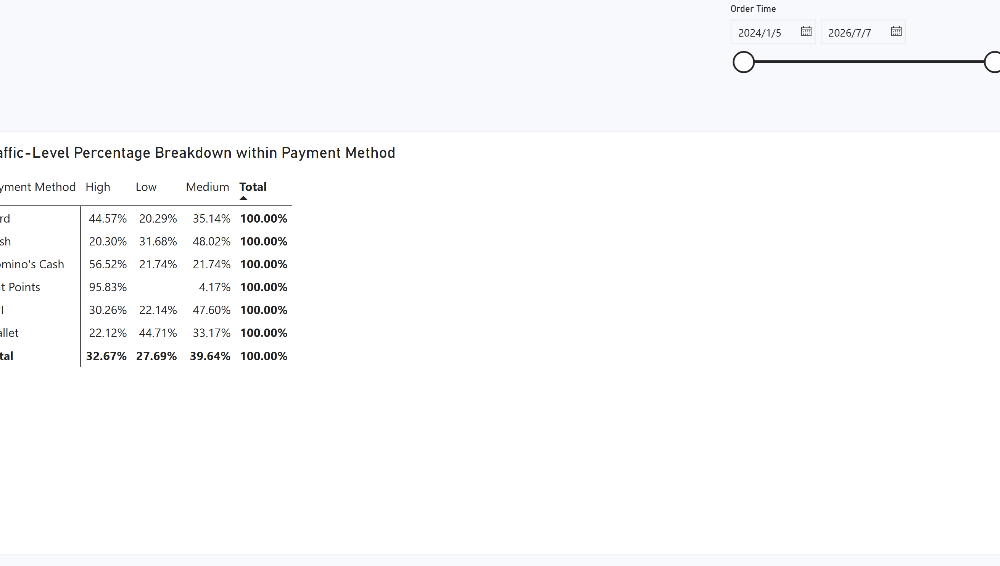 Order Time
2024/1/5 2026/7/7
affic-Level Percentage Breakdown within Payment Method
yment Method High Low Medium Total
rd 44.57% 20.29% 35.14% 100.00%
sh 20.30% 31.68% 48.02% 100.00%
omino's Cash 56.52% 21.74% 21.74% 100.00%
t Points 95.83% 4.17% 100.00%
I 30.26% 22.14% 47.60% 100.00%
allet 22.12% 44.71% 33.17% 100.00%
tal 32.67% 27.69% 39.64% 100.00%